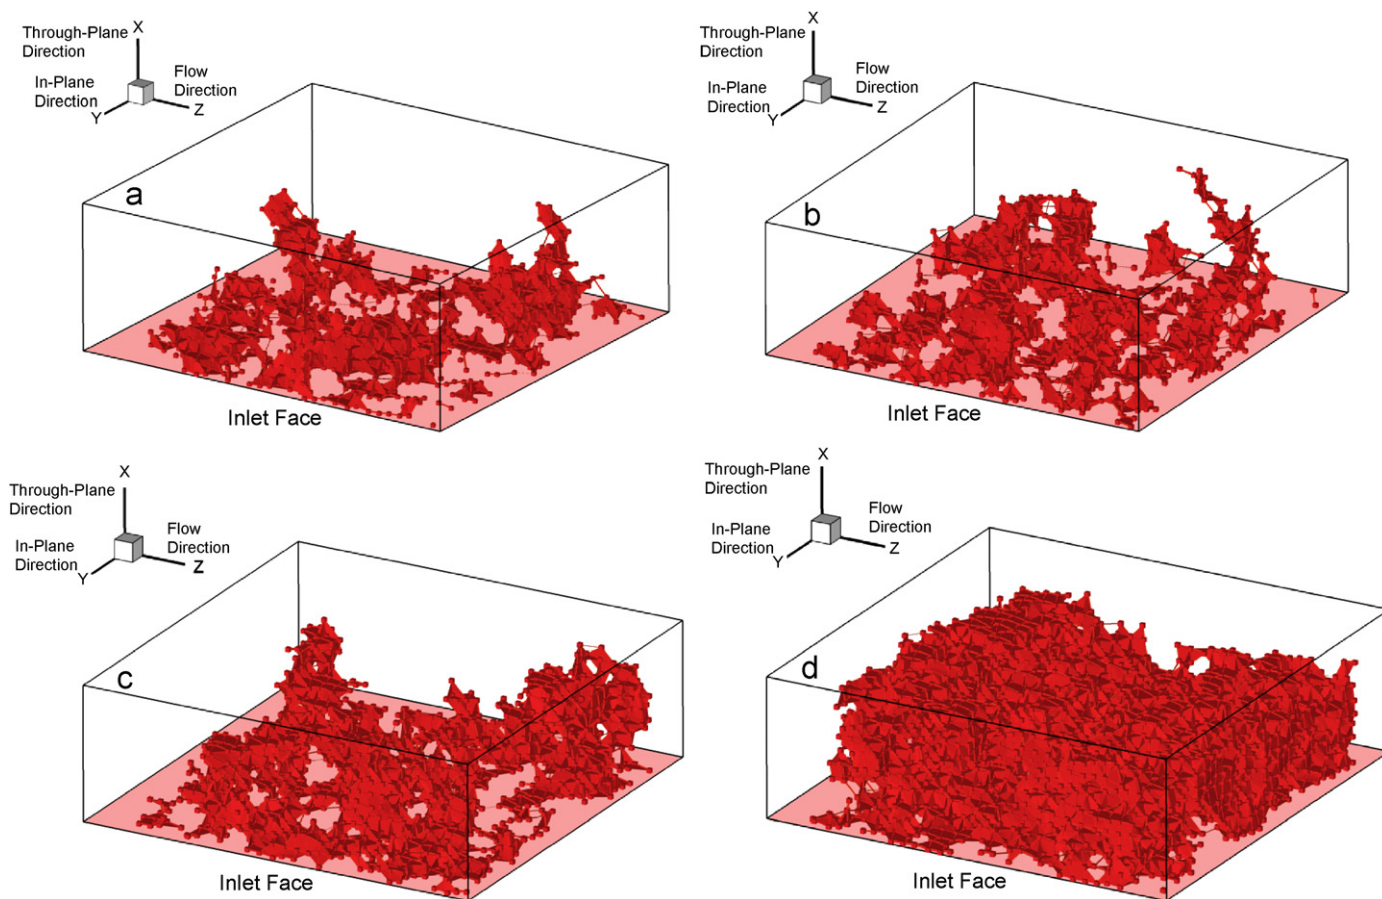 Through-Plane
Direction
X
In-Plane
Direction
Flow
Direction
Y
Z
a
Inlet Face
Through-Plane
Direction
X
In-Plane
Direction
Flow
Direction
Y
Z
b
Inlet Face
Through-Plane
Direction
X
In-Plane
Direction
Flow
Direction
Y
Z
c
Inlet Face
Through-Plane
Direction
X
In-Plane
Direction
Flow
Direction
Y
Z
d
Inlet Face